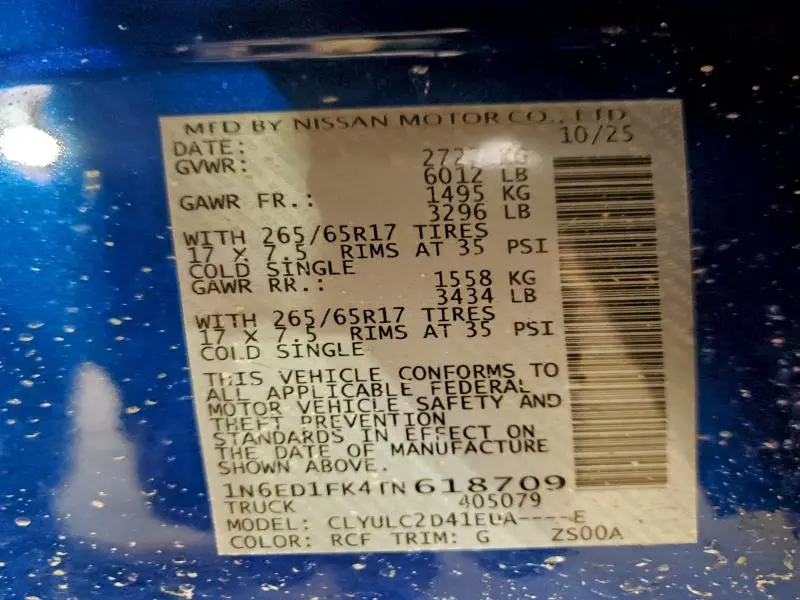 MFD BY NISSAN MOTOR CO., LTD
DATE: 10/25
GVWR: 2727 KG
6012 LB
GAWR FR.: 1495 KG
3296 LB
WITH 265/65R17 TIRES
17 X 7.5 RIMS AT 35 PSI
COLD SINGLE
GAWR RR.: 1558 KG
3434 LB
WITH 265/65R17 TIRES
17 X 7.5 RIMS AT 35 PSI
COLD SINGLE
THIS VEHICLE CONFORMS TO
ALL APPLICABLE FEDERAL
MOTOR VEHICLE SAFETY AND
THEFT PREVENTION
STANDARDS IN EFFECT ON
THE DATE OF MANUFACTURE
SHOWN ABOVE.
1N6ED1FK4TN618709
TRUCK 405079
MODEL: E
COLOR: RCF TRIM: G ZS00A